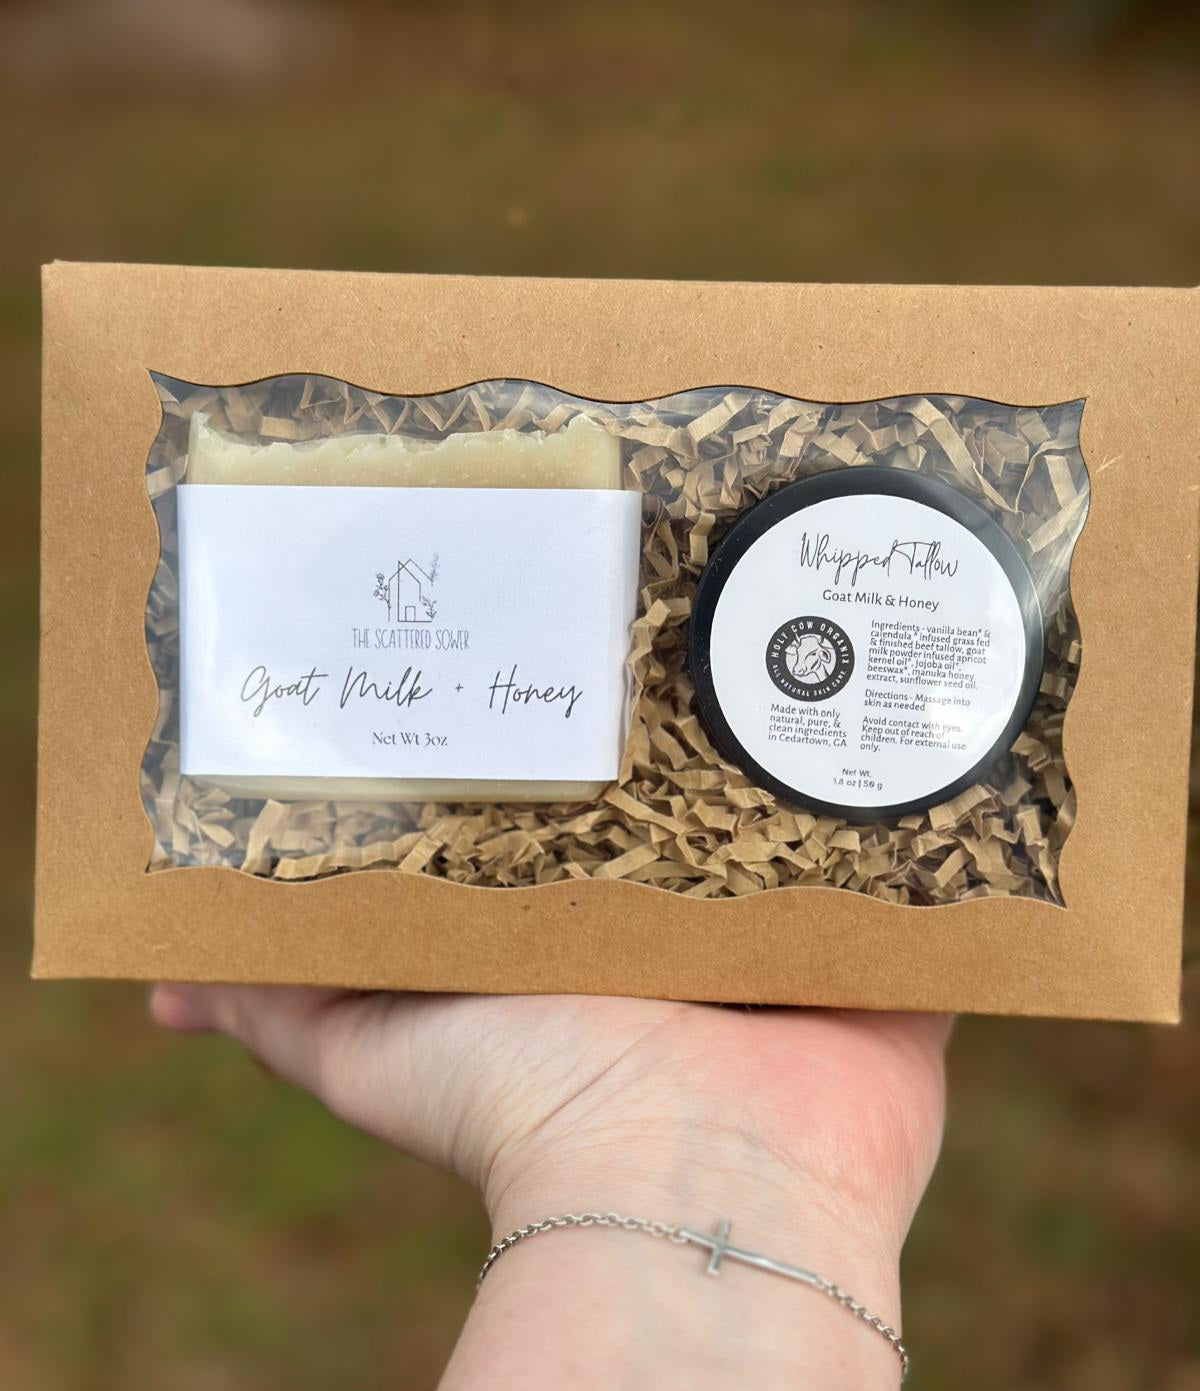 THE SCATTERED SOWER
Goat Milk + Honey
Net Wt 3oz
Whipped Tallow
Goat Milk & Honey
HOLY COW ORGANIX
ALL NATURAL SKIN CARE
Made with only
natural, pure, &
clean ingredients
in Cedartown, GA
Ingredients - vanilla bean* &
calendula * infused grass fed
& finished beef tallow, goat
milk powder infused apricot
kernel oil*, jojoba oil*,
beeswax*, manuka honey
extract, sunflower seed oil.
Directions - Massage into
skin as needed
Avoid contact with eyes.
Keep out of reach of
children. For external use
only.
Net Wt.
1.8 oz | 50 g